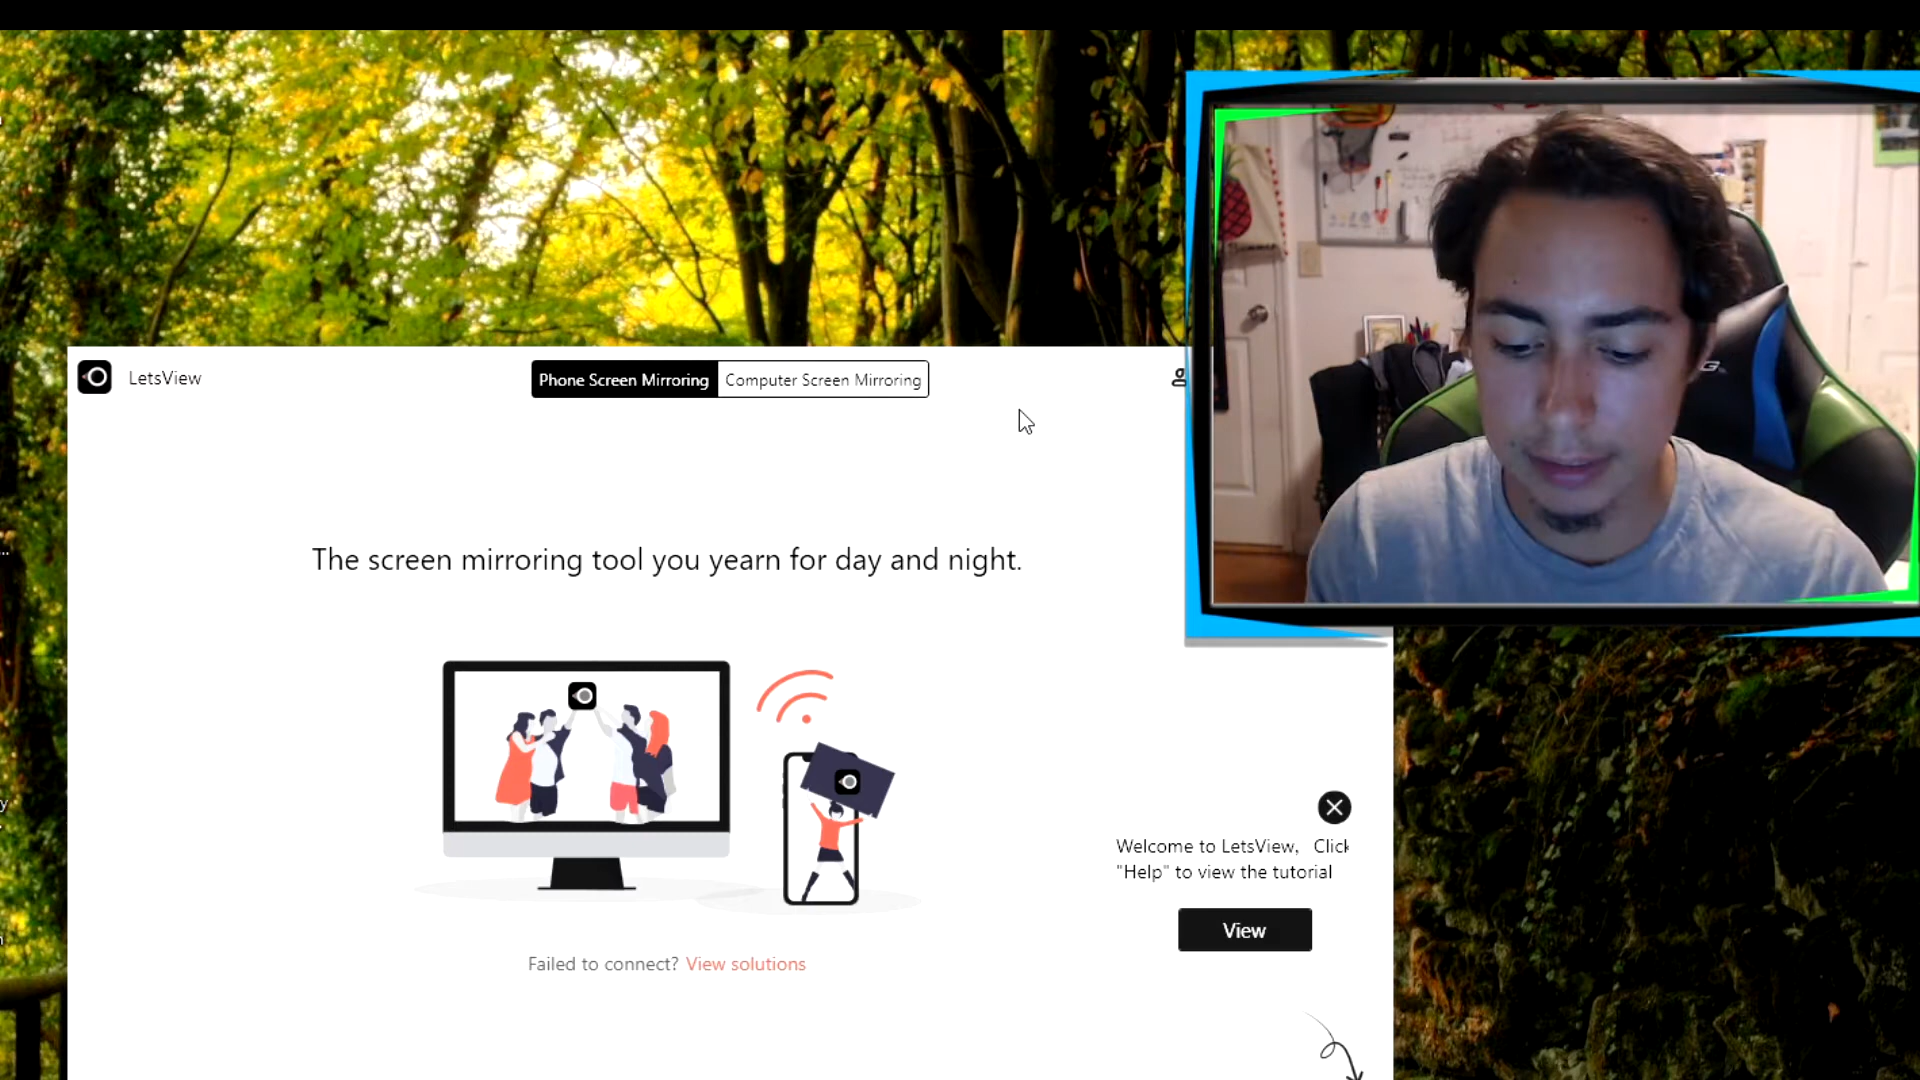 LetsView
Phone Screen Mirroring
Computer Screen Mirroring
The screen mirroring tool you yearn for day and night.
Welcome to LetsView, Click
"Help" to view the tutorial
View
Failed to connect? View solutions